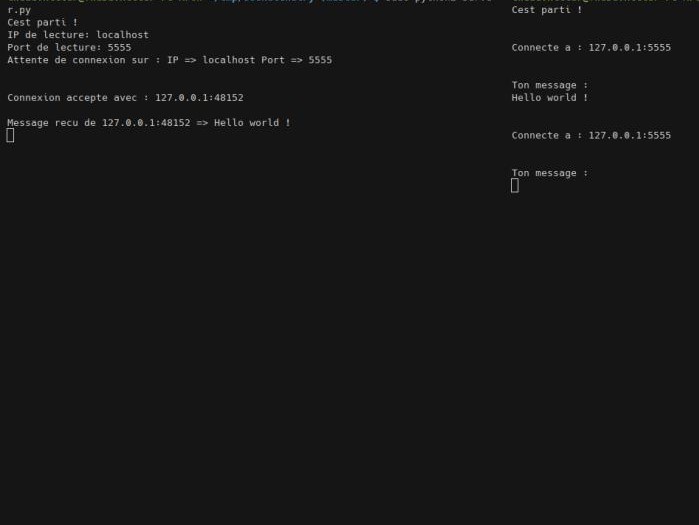 r.py
Cest parti !
IP de lecture: localhost
Port de lecture: 5555
Attente de connexion sur : IP => localhost Port => 5555
Connexion accepte avec : 127.0.0.1:48152
Message recu de 127.0.0.1:48152 => Hello world !
Cest parti !
Connecte a : 127.0.0.1:5555
Ton message :
Hello world !
Connecte a : 127.0.0.1:5555
Ton message :